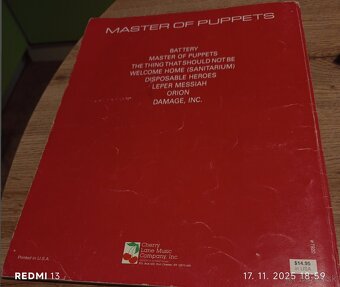 MASTER OF PUPPETS
BATTERY
MASTER OF PUPPETS
THE THING THAT SHOULD NOT BE
WELCOME HOME (SANITARIUM)
DISPOSABLE HEROES
LEPER MESSIAH
ORION
DAMAGE, INC.
Cherry
Lane Music
Company, Inc.
Printed in U.S.A.
$14.95
in USA
REDMI 13
17. 11. 2025 18:59